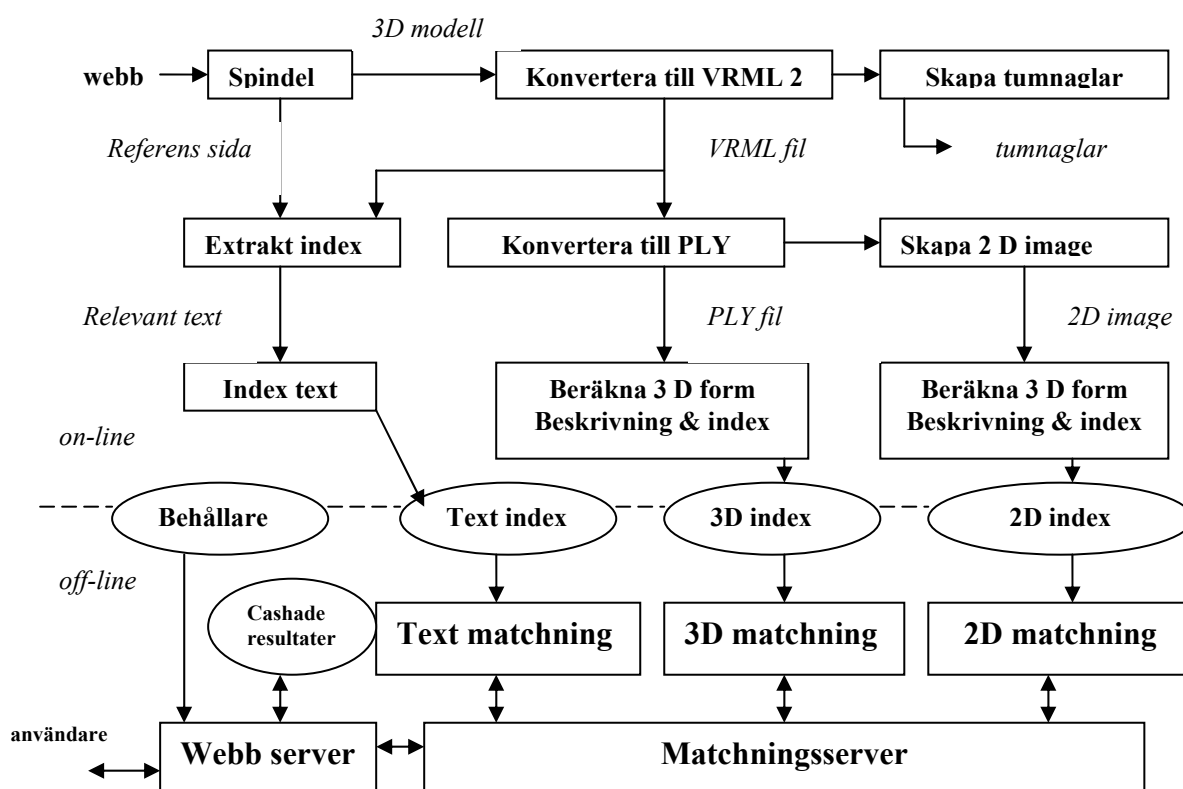 3D modell
webb
Spindel
Konvertera till VRML 2
Skapa tumnaglar
Referens sida
VRML fil
tumnaglar
Extrakt index
Konvertera till PLY
Skapa 2 D image
Relevant text
PLY fil
2D image
Index text
Beräkna 3 D form
Beskrivning & index
Beräkna 3 D form
Beskrivning & index
on-line
Behållare
Text index
3D index
2D index
off-line
Cashade
resultater
Text matchning
3D matchning
2D matchning
användare
Webb server
Matchningsserver